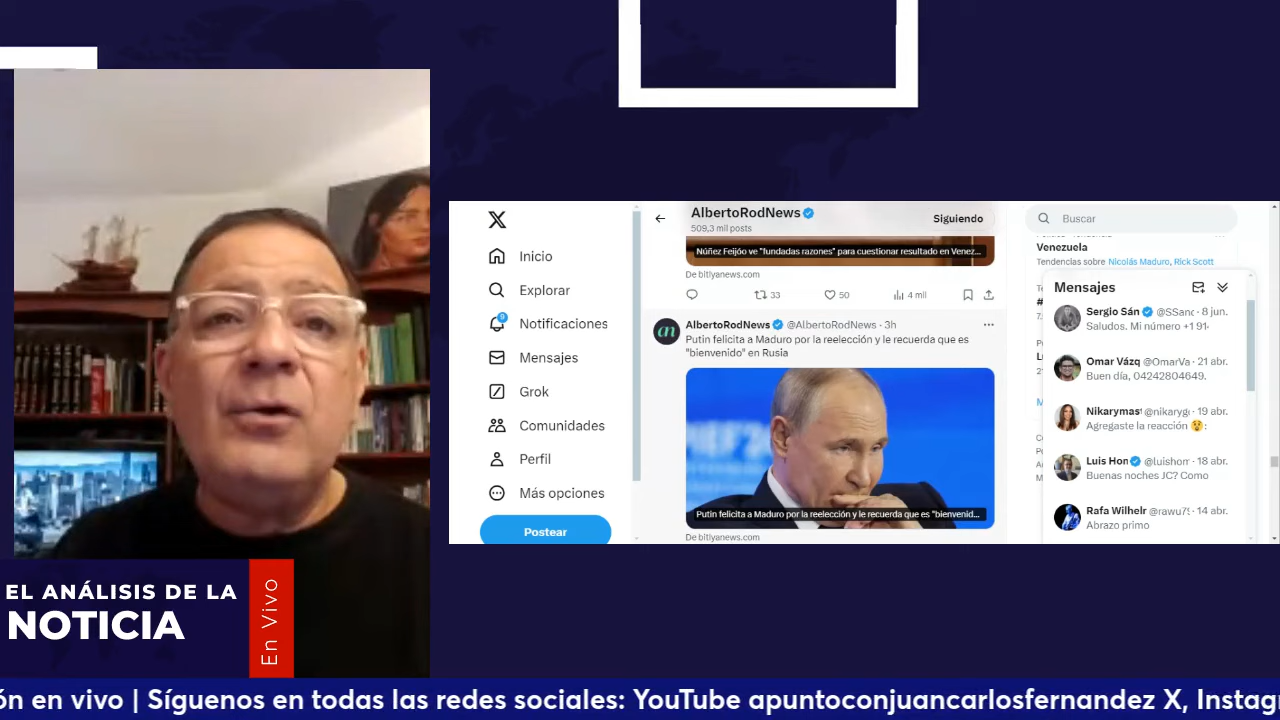 EL ANÁLISIS DE LA
NOTICIA
En Vivo
ón en vivo | Síguenos en todas las redes sociales: YouTube apuntoconjuancarlosfernandez X, Instag
Inicio
Explorar
9
Notificaciones
Mensajes
Grok
Comunidades
Perfil
Más opciones
Postear
AlbertoRodNews
509,3 mil posts
Siguiendo
Núñez Feijóo ve "fundadas razones" para cuestionar resultado en Venez...
De bitlyanews.com
33 50 4 mil
AlbertoRodNews @AlbertoRodNews · 3h
Putin felicita a Maduro por la reelección y le recuerda que es
"bienvenido" en Rusia
Putin felicita a Maduro por la reelección y le recuerda que es "bienvenid...
De bitlyanews.com
Buscar
Venezuela
Tendencias sobre Nicolás Maduro, Rick Scott
Mensajes
Sergio Sán @SSanc · 8 jun.
Saludos. Mi número +1 91
Omar Vázq @OmarVa · 21 abr.
Buen día, 04242804649.
Nikarymas @nikaryg · 19 abr.
Agregaste la reacción 😲:
Luis Hon @luishor · 18 abr.
Buenas noches JC? Como
Rafa Wilhelr @rawu75 · 14 abr.
Abrazo primo